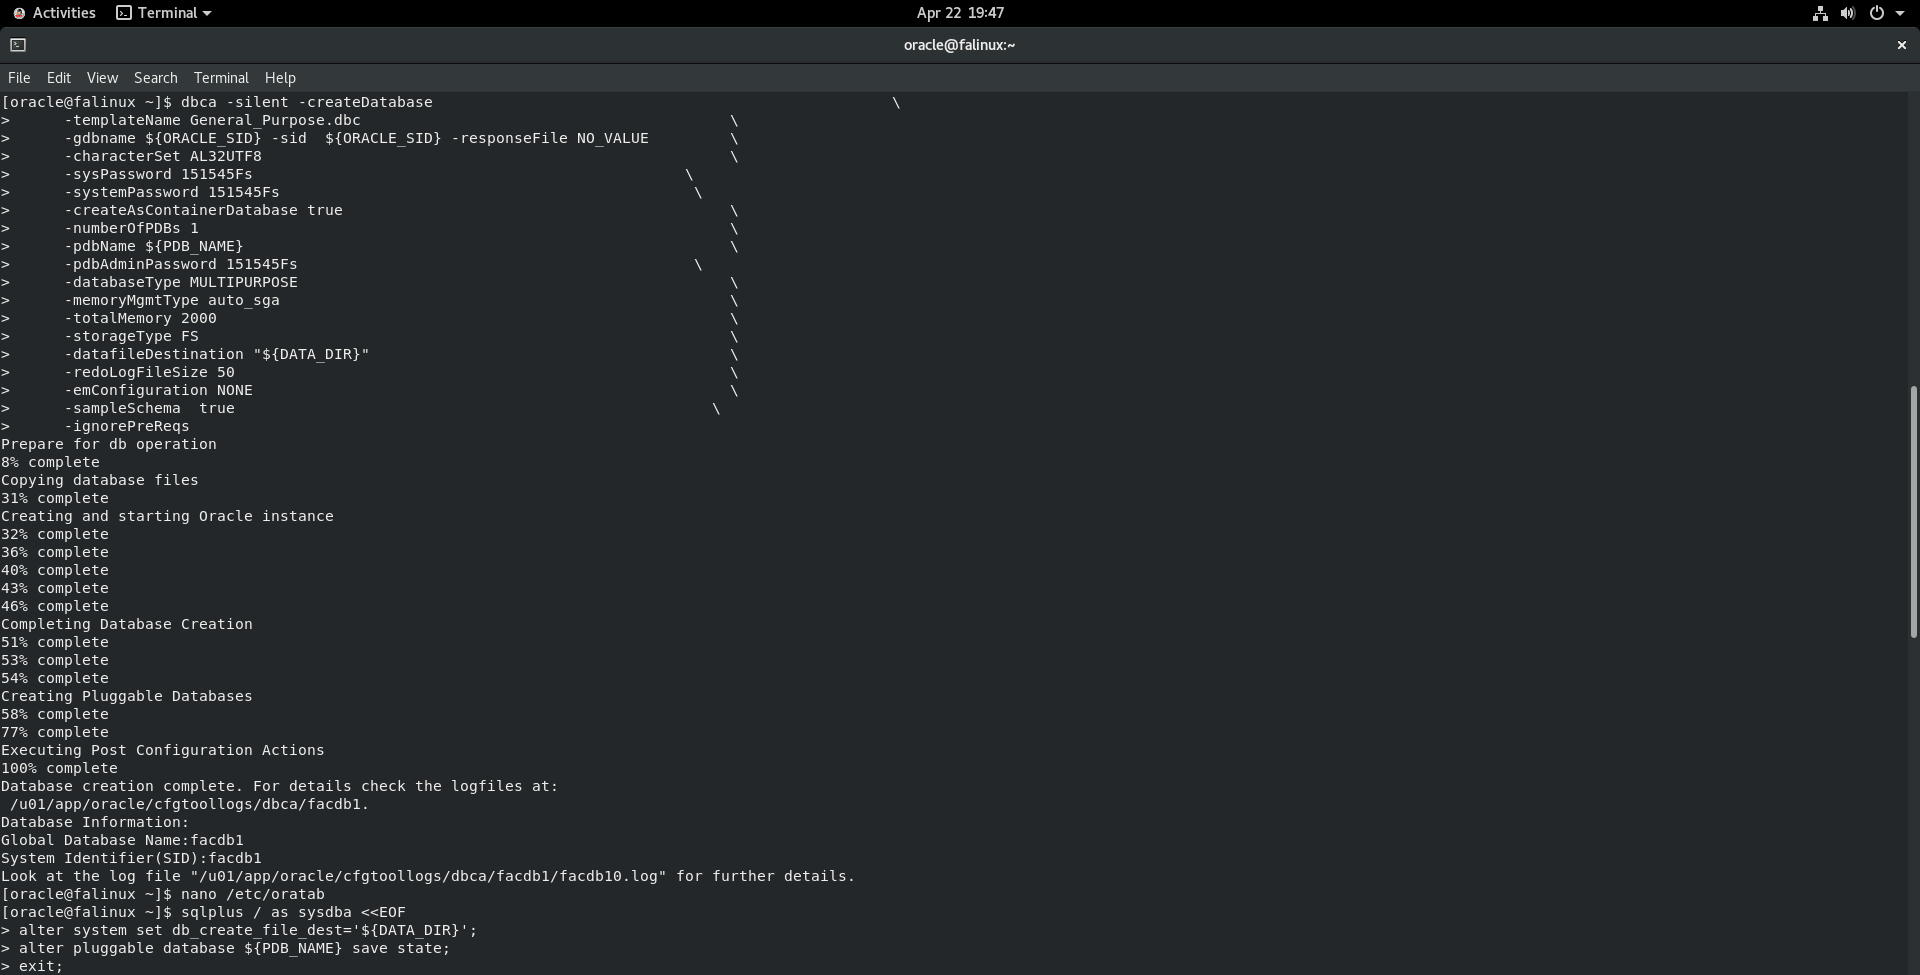 Activities Terminal Apr 22 19:47
oracle@falinux:~ ×
File Edit View Search Terminal Help
[oracle@falinux ~]$ dbca -silent -createDatabase \
> -templateName General_Purpose.dbc \
> -gdbname ${ORACLE_SID} -sid ${ORACLE_SID} -responseFile NO_VALUE \
> -characterSet AL32UTF8 \
> -sysPassword 151545Fs \
> -systemPassword 151545Fs \
> -createAsContainerDatabase true \
> -numberOfPDBs 1 \
> -pdbName ${PDB_NAME} \
> -pdbAdminPassword 151545Fs \
> -databaseType MULTIPURPOSE \
> -memoryMgmtType auto_sga \
> -totalMemory 2000 \
> -storageType FS \
> -datafileDestination "${DATA_DIR}" \
> -redoLogFileSize 50 \
> -emConfiguration NONE \
> -sampleSchema true \
> -ignorePreReqs
Prepare for db operation
8% complete
Copying database files
31% complete
Creating and starting Oracle instance
32% complete
36% complete
40% complete
43% complete
46% complete
Completing Database Creation
51% complete
53% complete
54% complete
Creating Pluggable Databases
58% complete
77% complete
Executing Post Configuration Actions
100% complete
Database creation complete. For details check the logfiles at:
/u01/app/oracle/cfgtoollogs/dbca/facdb1.
Database Information:
Global Database Name:facdb1
System Identifier(SID):facdb1
Look at the log file "/u01/app/oracle/cfgtoollogs/dbca/facdb1/facdb10.log" for further details.
[oracle@falinux ~]$ nano /etc/oratab
[oracle@falinux ~]$ sqlplus / as sysdba <<EOF
> alter system set db_create_file_dest='${DATA_DIR}';
> alter pluggable database ${PDB_NAME} save state;
> exit;